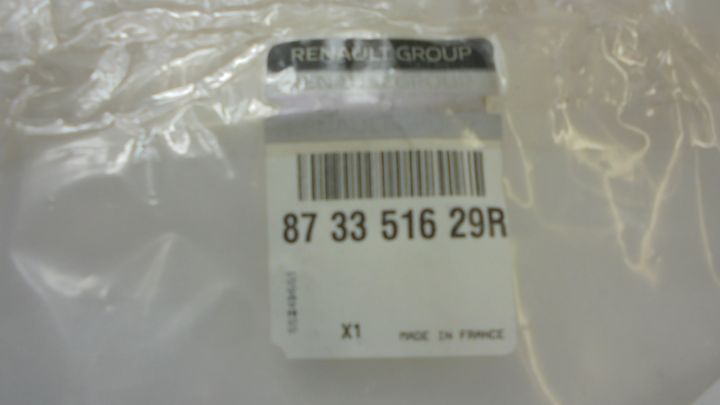 RENAULT GROUP
87 33 516 29R
X1 MADE IN FRANCE